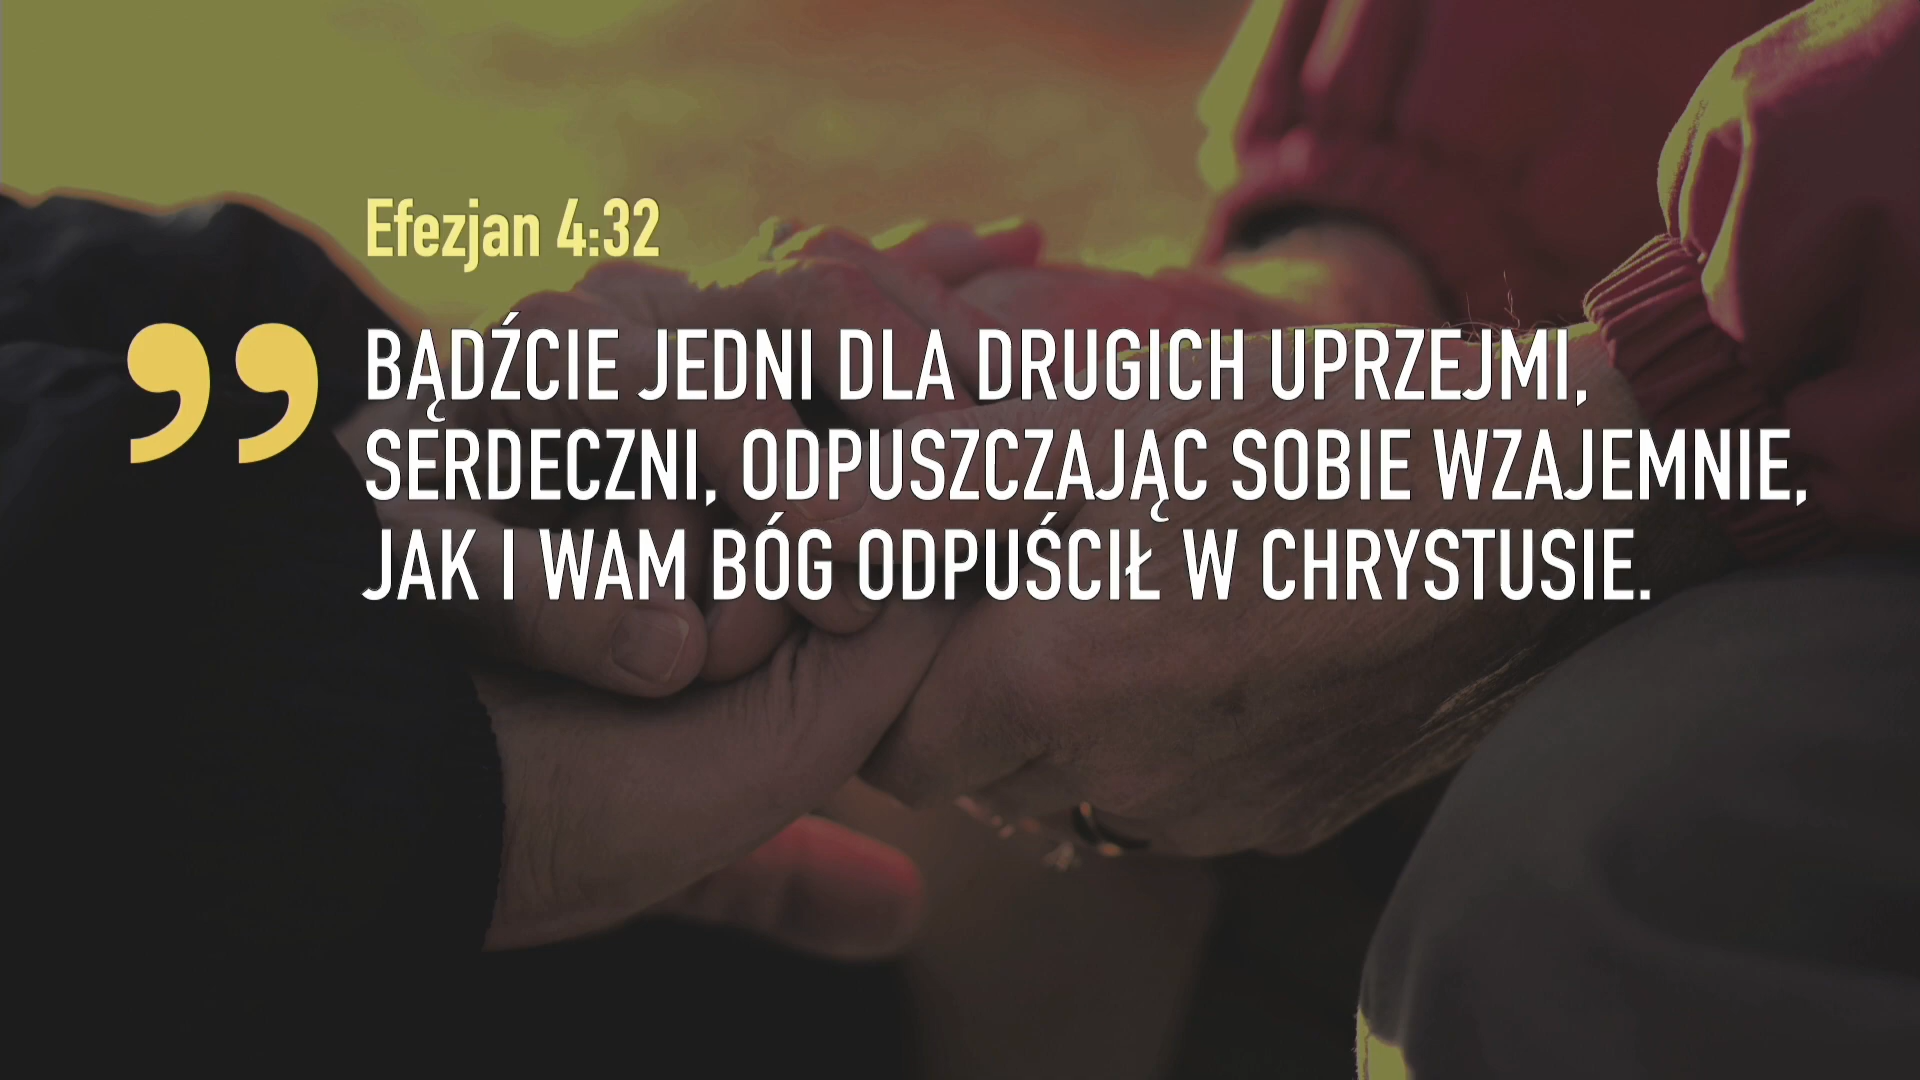 Efezjan 4:32
” BĄDŹCIE JEDNI DLA DRUGICH UPRZEJMI,
SERDECZNI, ODPUSZCZAJĄC SOBIE WZAJEMNIE,
JAK I WAM BÓG ODPUŚCIŁ W CHRYSTUSIE.